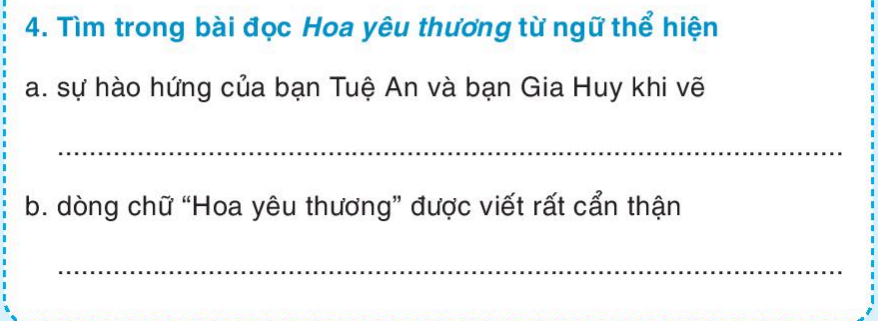 4. Tìm trong bài đọc Hoa yêu thương từ ngữ thể hiện
a. sự hào hứng của bạn Tuệ An và bạn Gia Huy khi vẽ
b. dòng chữ “Hoa yêu thương” được viết rất cẩn thận